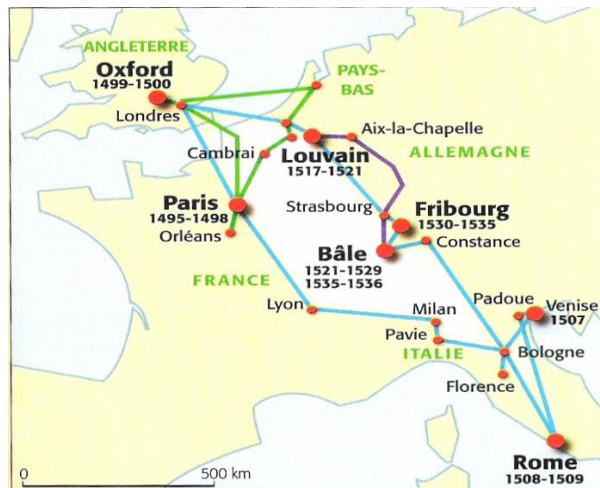 ANGLETERRE
Oxford
1499-1500
Londres
PAYS-
BAS
Cambrai
Louvain
1517-1521
Aix-la-Chapelle
ALLEMAGNE
Paris
1495-1498
Orléans
Strasbourg
Fribourg
1530-1535
Bâle
1521-1529
1535-1536
Constance
FRANCE
Lyon
Milan
Pavie
ITALIE
Padoue
Venise
1507
Bologne
Florence
Rome
1508-1509
0
500 km